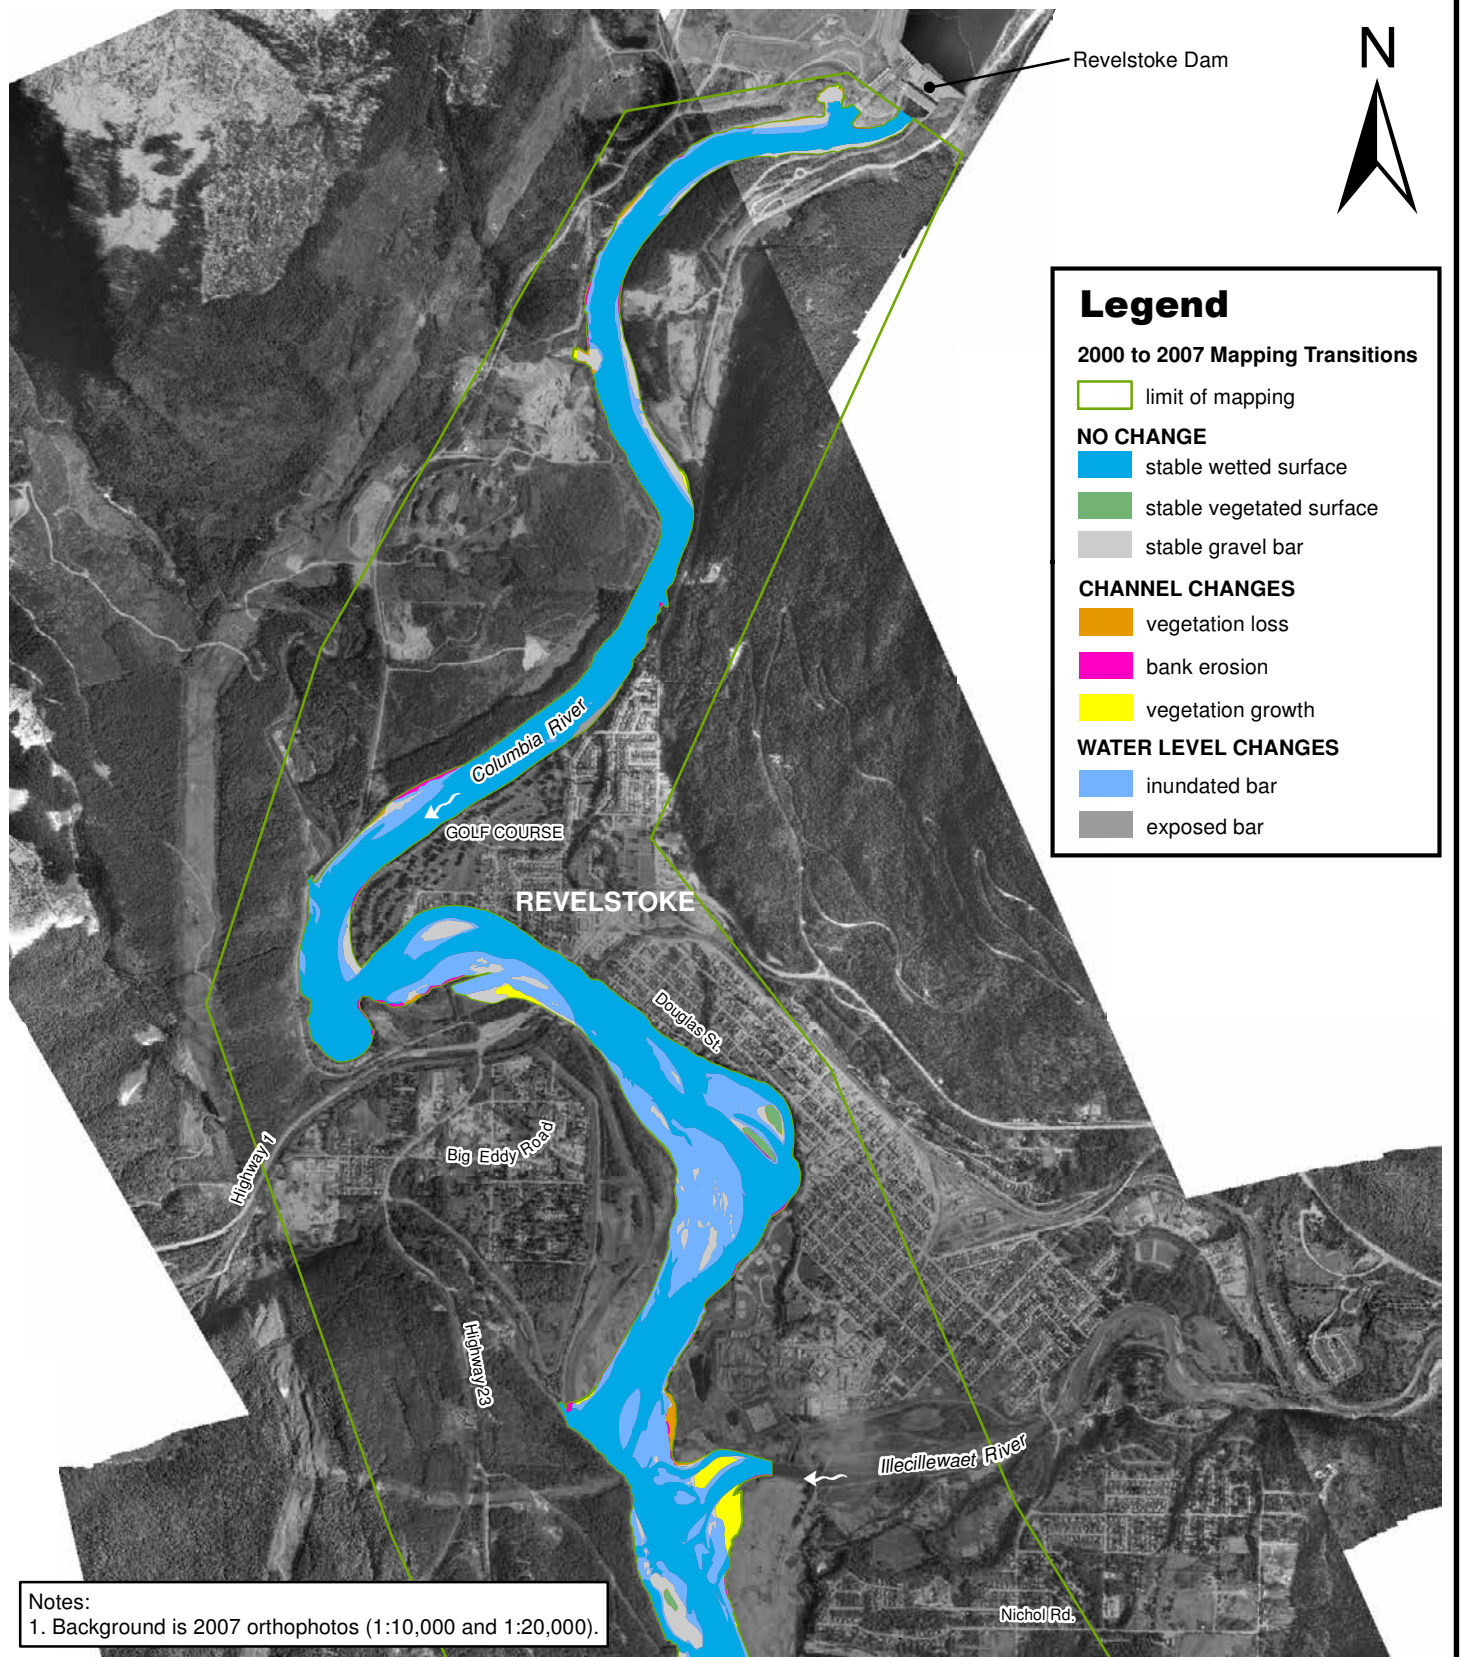 Revelstoke Dam
N
Legend
2000 to 2007 Mapping Transitions
limit of mapping
NO CHANGE
stable wetted surface
stable vegetated surface
stable gravel bar
CHANNEL CHANGES
vegetation loss
bank erosion
vegetation growth
WATER LEVEL CHANGES
inundated bar
exposed bar
Columbia River
GOLF COURSE
REVELSTOKE
Douglas St.
Big Eddy Road
Highway 1
Highway 23
Illecillewaet River
Nichol Rd.
Notes:
1. Background is 2007 orthophotos (1:10,000 and 1:20,000).